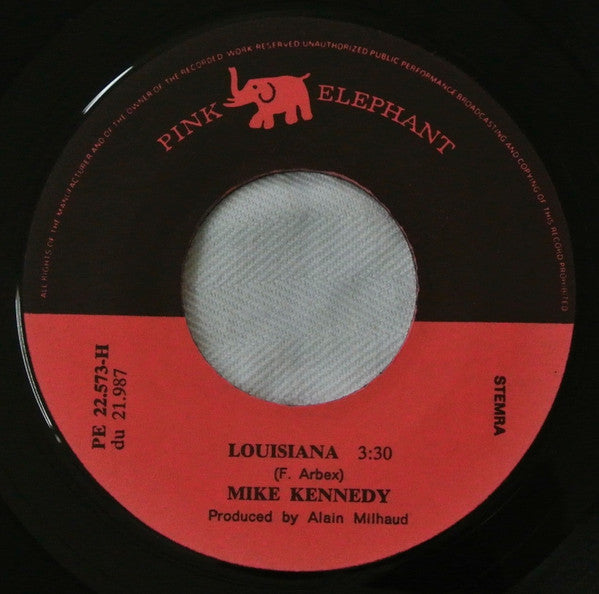 ALL RIGHTS OF THE MANUFACTURER AND OF THE OWNER OF THE RECORDED WORK RESERVED. UNAUTHORIZED PUBLIC PERFORMANCE BROADCASTING AND COPYING OF THIS RECORD PROHIBITED
PINK ELEPHANT
PE 22.573-H
du 21.987
STEMRA
LOUISIANA 3:30
(F. Arbex)
MIKE KENNEDY
Produced by Alain Milhaud